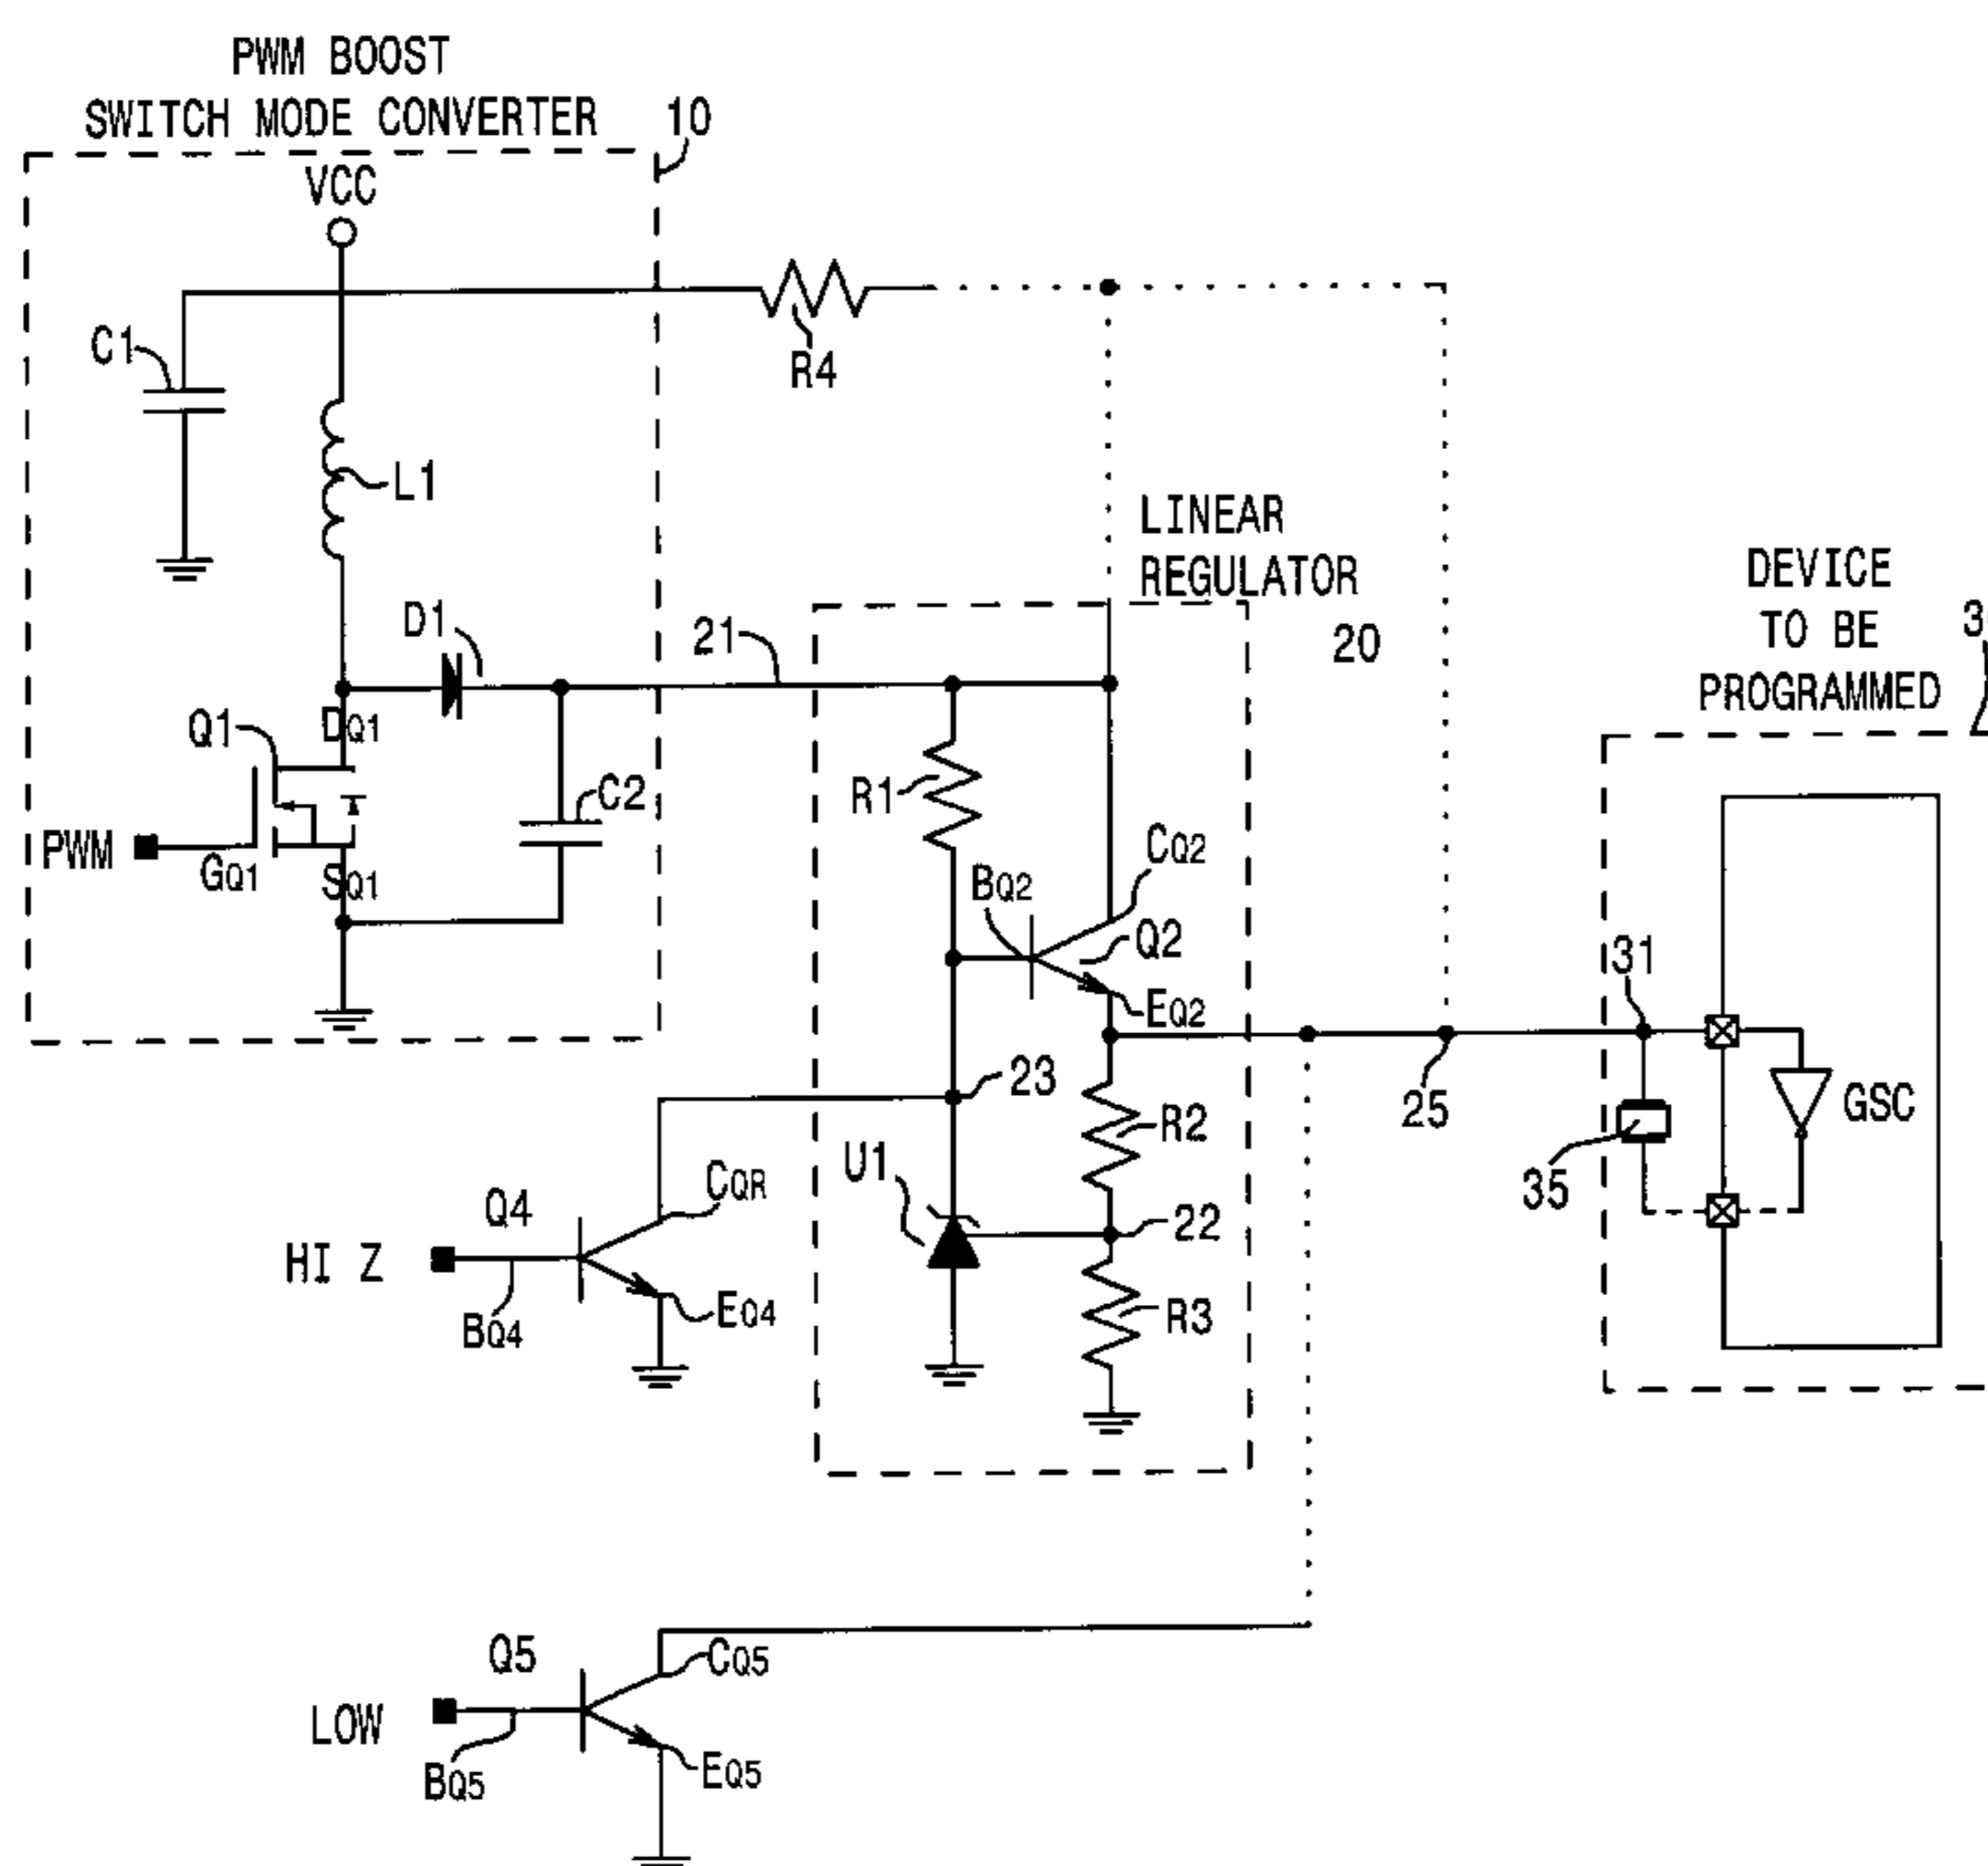 PWM BOOST
SWITCH MODE CONVERTER
10
VCC
C1
R4
L1
LINEAR
REGULATOR
20
DEVICE
TO BE
PROGRAMMED
3
D1
21
Q1
DQ1
C2
R1
PWM
GQ1
SQ1
BQ2
CQ2
Q2
EQ2
31
23
25
R2
GSC
35
U1
Q4
CQR
22
HI Z
BQ4
EQ4
R3
Q5
CQ5
LOW
BQ5
EQ5